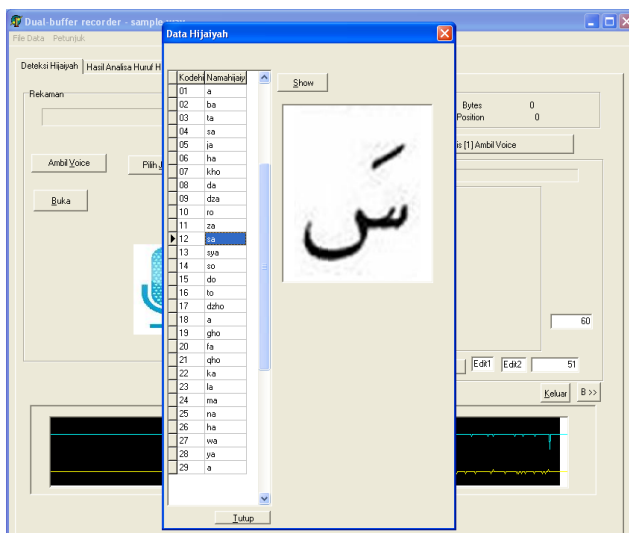 Dual-buffer recorder - sample
File Data Petunjuk
Deteksi Hijaiyah Hasil Analisa Huruf H
Rekaman
Ambil Voice
Pilih
Buka
Data Hijaiyah
Kodehi Namahijaiy
01 a
02 ba
03 ta
04 sa
05 ja
06 ha
07 kho
08 da
09 dza
10 ro
11 za
12 sa
13 sya
14 so
15 do
16 to
17 dzho
18 a
19 gho
20 fa
21 qho
22 ka
23 la
24 ma
25 na
26 ha
27 wa
28 ya
29 a
Show
سَ
Tutup
Bytes 0
Position 0
is [1] Ambil Voice
60
Edit1 Edit2 51
Keluar B >>